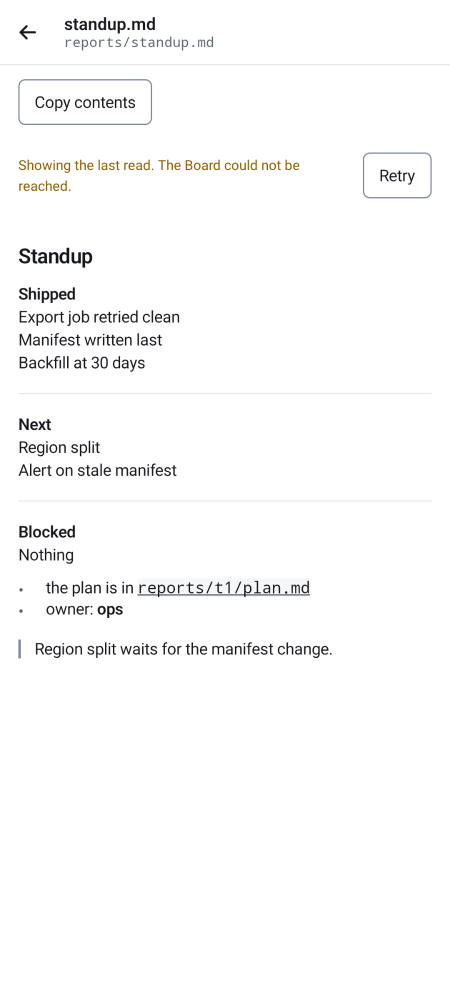 standup.md
reports/standup.md
Copy contents
Showing the last read. The Board could not be
reached.
Retry
Standup
Shipped
Export job retried clean
Manifest written last
Backfill at 30 days
Next
Region split
Alert on stale manifest
Blocked
Nothing
• the plan is in reports/t1/plan.md
• owner: ops
Region split waits for the manifest change.